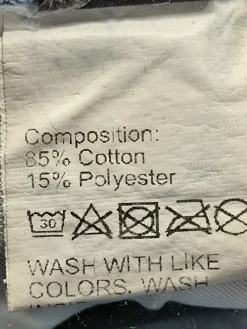 Composition:
85% Cotton
15% Polyester
30
WASH WITH LIKE
COLORS. WASH